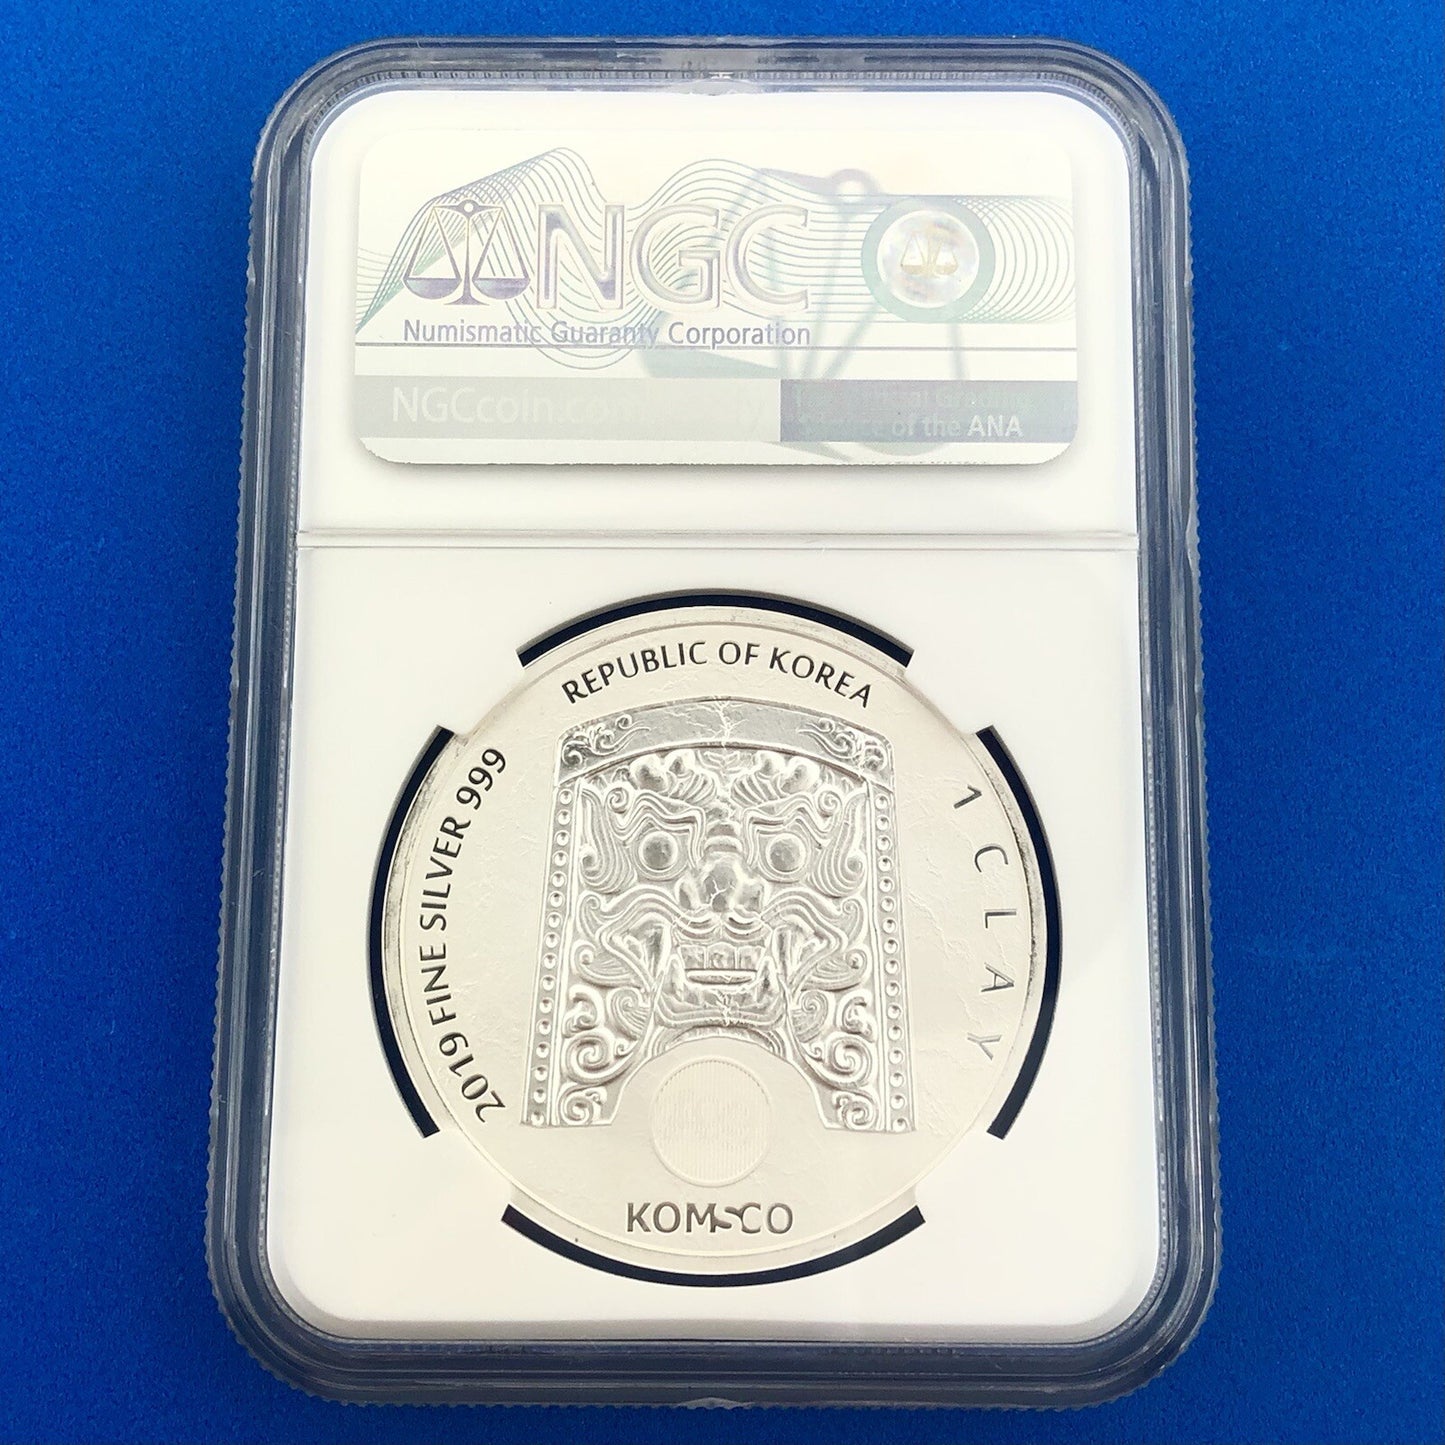 NGC
Numismatic Guaranty Corporation
NGCcoin.com
of the ANA
REPUBLIC OF KOREA
2019 FINE SILVER 999
1 CLAY
KOMSCO